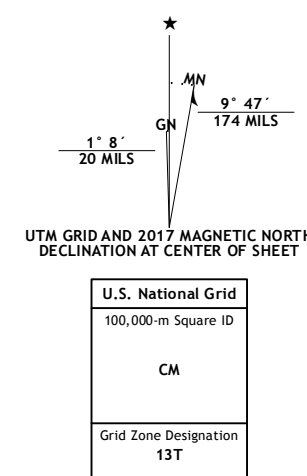 ★
MN
GN
9° 47´
174 MILS
1° 8´
20 MILS
UTM GRID AND 2017 MAGNETIC NORTH
DECLINATION AT CENTER OF SHEET
U.S. National Grid
100,000-m Square ID
CM
Grid Zone Designation
13T